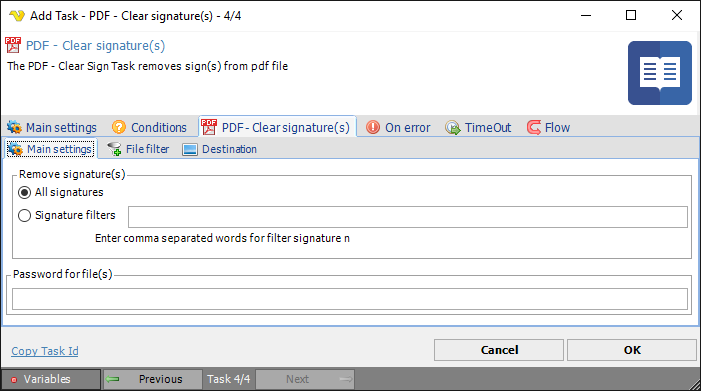 Add Task - PDF - Clear signature(s) - 4/4
PDF - Clear signature(s)
The PDF - Clear Sign Task removes sign(s) from pdf file
Main settings Conditions PDF - Clear signature(s) On error TimeOut Flow
Main settings File filter Destination
Remove signature(s)
All signatures
Signature filters
Enter comma separated words for filter signature n
Password for file(s)
Copy Task Id Cancel OK
Variables Previous Task 4/4 Next